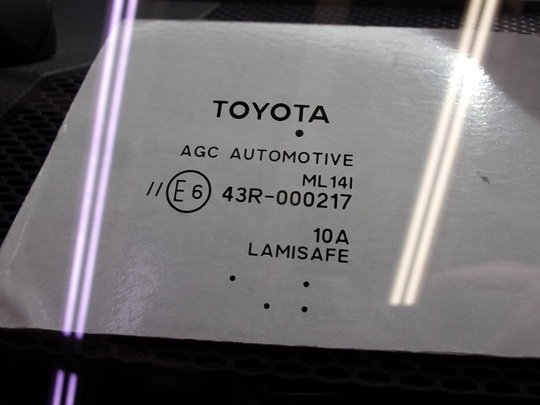 TOYOTA
AGC AUTOMOTIVE
ML14I
// E6 43R-000217
10A
LAMISAFE